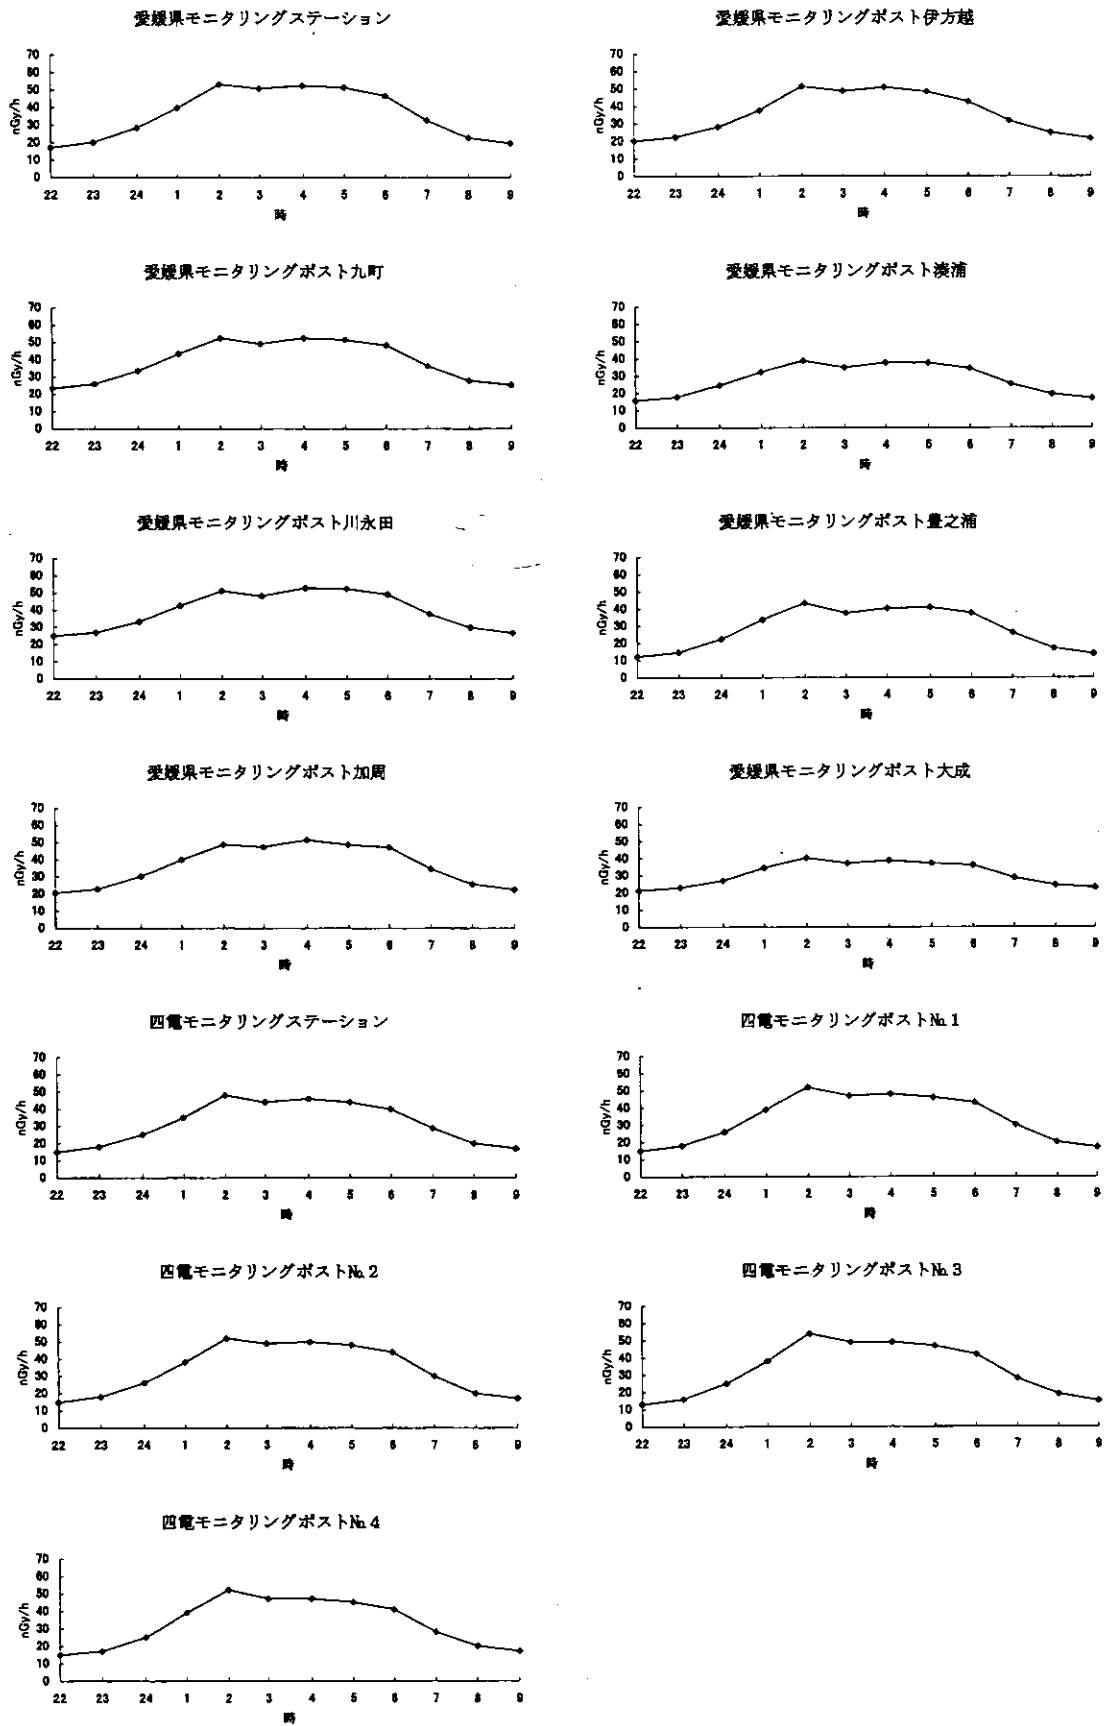 愛媛県モニタリングステーション
nGy/h
70
60
50
40
30
20
10
0
22 23 24 1 2 3 4 5 6 7 8 9
時
愛媛県モニタリングポスト伊方越
nGy/h
70
60
50
40
30
20
10
0
22 23 24 1 2 3 4 5 6 7 8 9
時
愛媛県モニタリングポスト九町
nGy/h
70
60
50
40
30
20
10
0
22 23 24 1 2 3 4 5 6 7 8 9
時
愛媛県モニタリングポスト湊浦
nGy/h
70
60
50
40
30
20
10
0
22 23 24 1 2 3 4 5 6 7 8 9
時
愛媛県モニタリングポスト川永田
nGy/h
70
60
50
40
30
20
10
0
22 23 24 1 2 3 4 5 6 7 8 9
時
愛媛県モニタリングポスト豊之浦
nGy/h
70
60
50
40
30
20
10
0
22 23 24 1 2 3 4 5 6 7 8 9
時
愛媛県モニタリングポスト加周
nGy/h
70
60
50
40
30
20
10
0
22 23 24 1 2 3 4 5 6 7 8 9
時
愛媛県モニタリングポスト大成
nGy/h
70
60
50
40
30
20
10
0
22 23 24 1 2 3 4 5 6 7 8 9
時
四電モニタリングステーション
nGy/h
70
60
50
40
30
20
10
0
22 23 24 1 2 3 4 5 6 7 8 9
時
四電モニタリングポスト№1
nGy/h
70
60
50
40
30
20
10
0
22 23 24 1 2 3 4 5 6 7 8 9
時
四電モニタリングポスト№2
nGy/h
70
60
50
40
30
20
10
0
22 23 24 1 2 3 4 5 6 7 8 9
時
四電モニタリングポスト№3
nGy/h
70
60
50
40
30
20
10
0
22 23 24 1 2 3 4 5 6 7 8 9
時
四電モニタリングポスト№4
nGy/h
70
60
50
40
30
20
10
0
22 23 24 1 2 3 4 5 6 7 8 9
時